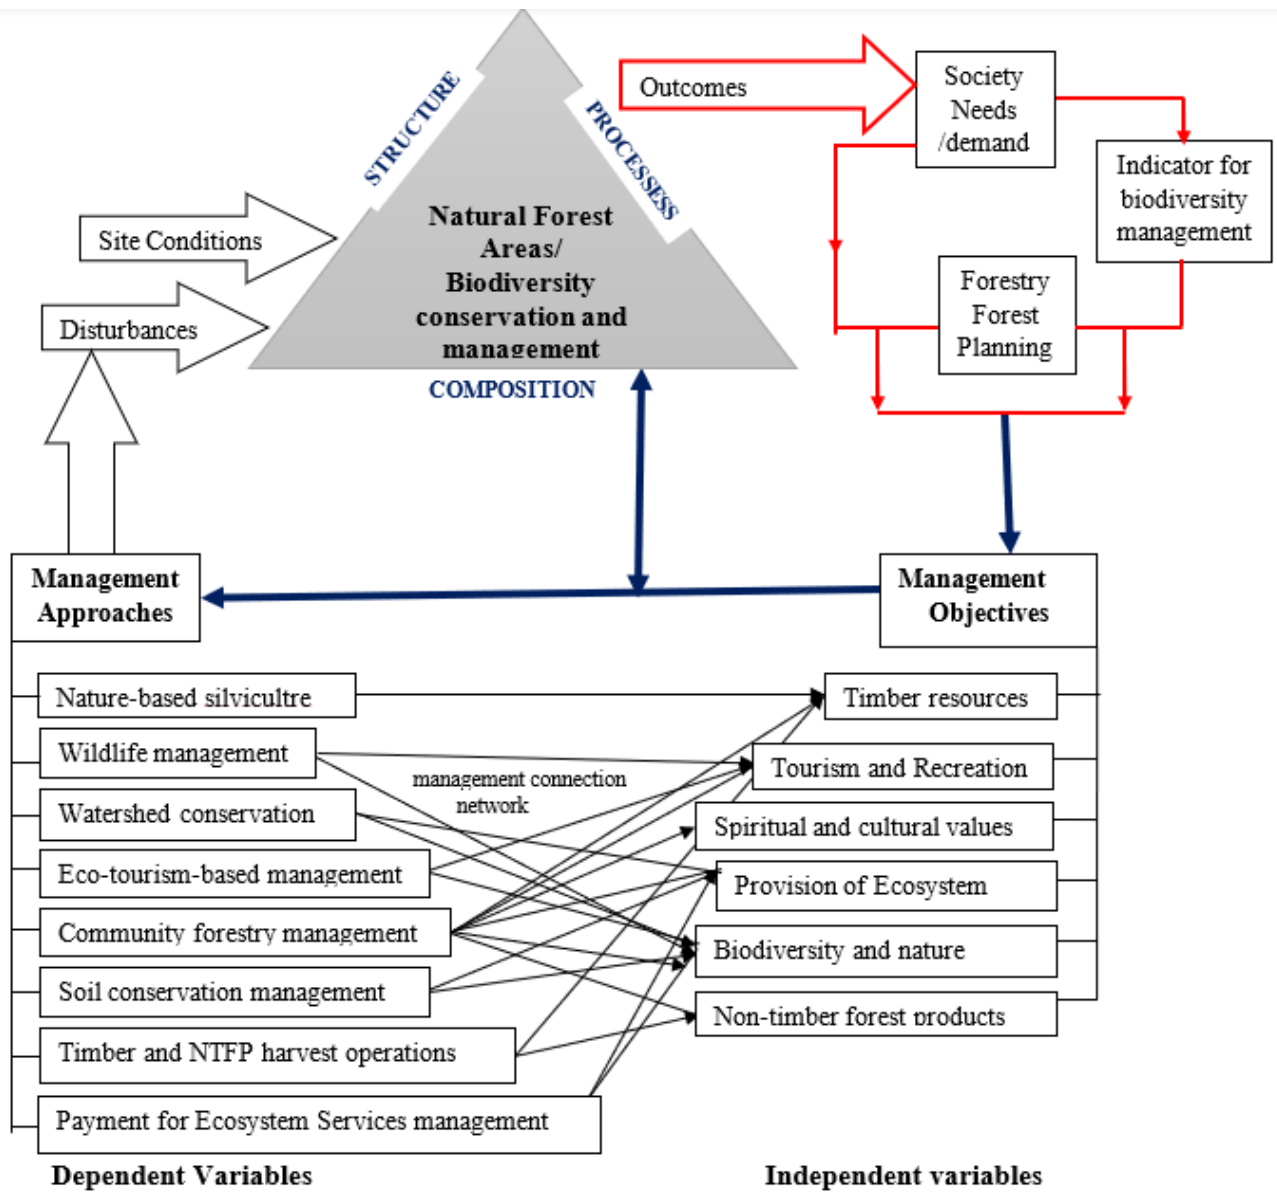 STRUCTURE
PROCESSESS
Natural Forest
Areas/
Biodiversity
conservation and
management
COMPOSITION
Site Conditions
Disturbances
Outcomes
Society
Needs
/demand
Indicator for
biodiversity
management
Forestry
Forest
Planning
Management
Approaches
Management
Objectives
Nature-based silvicultre
Wildlife management
Watershed conservation
Eco-tourism-based management
Community forestry management
Soil conservation management
Timber and NTFP harvest operations
Payment for Ecosystem Services management
management connection
network
Timber resources
Tourism and Recreation
Spiritual and cultural values
Provision of Ecosystem
Biodiversity and nature
Non-timber forest products
Dependent Variables
Independent variables